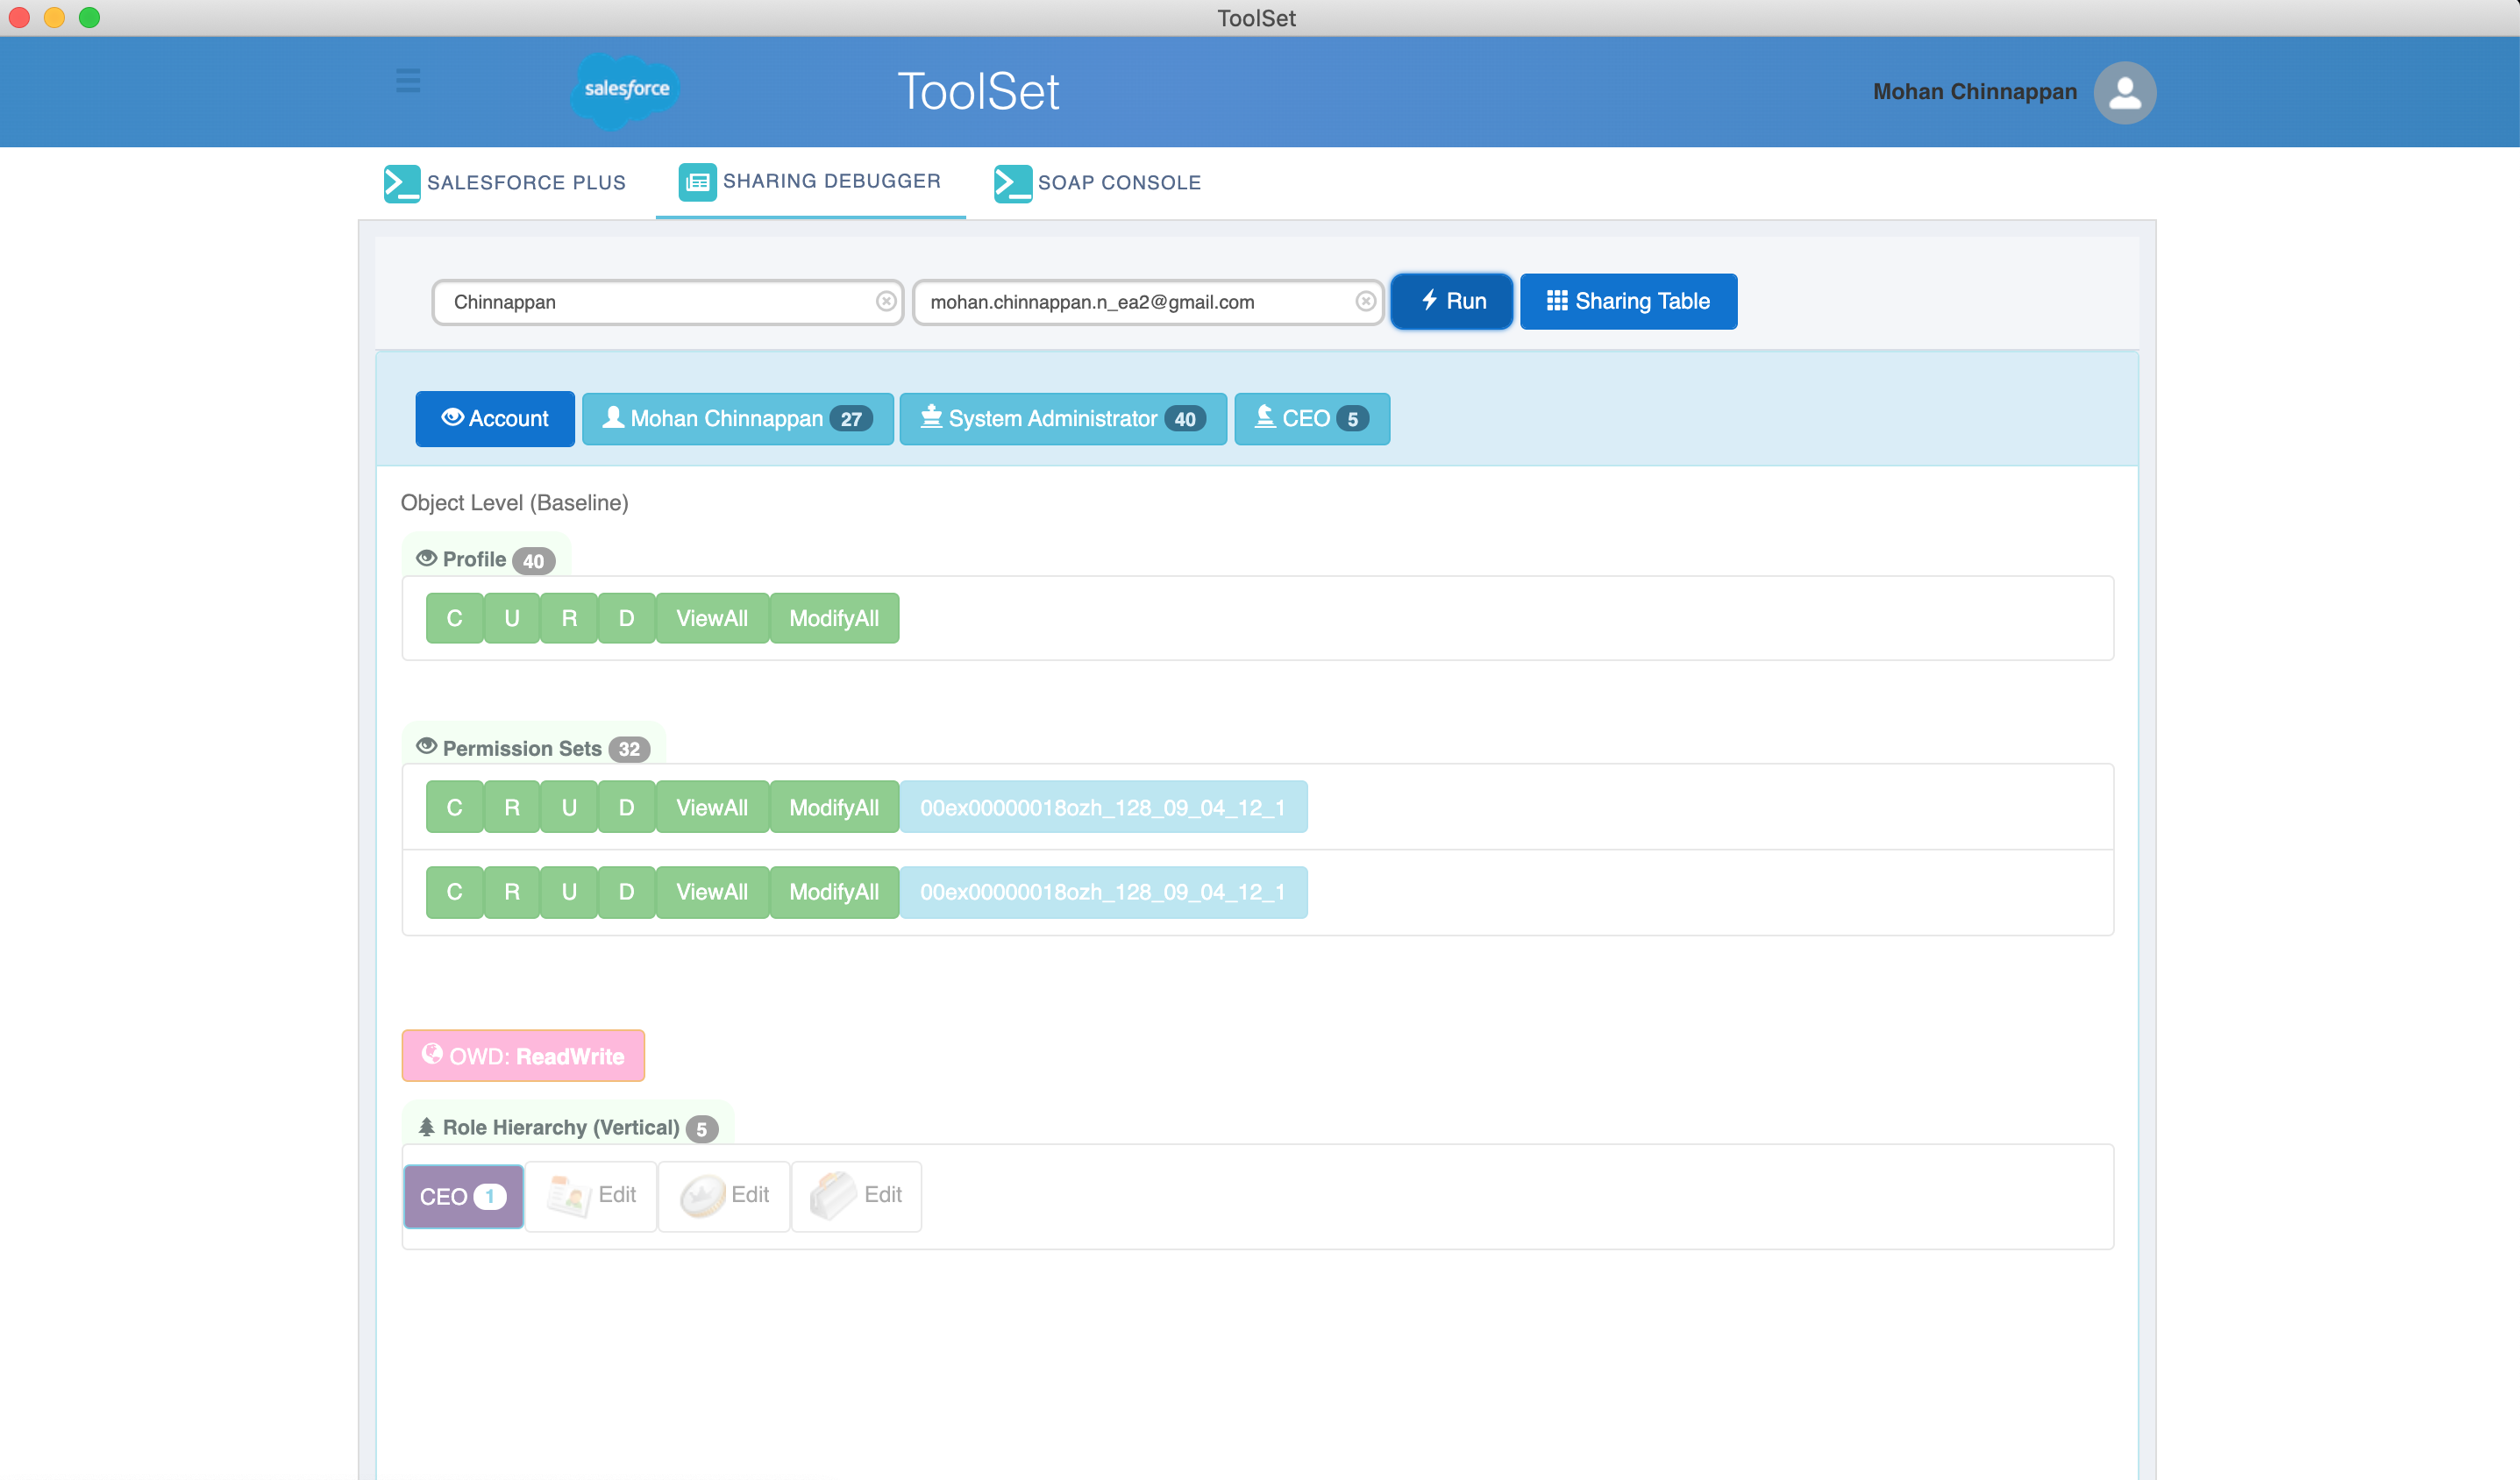 ToolSet
salesforce
ToolSet
Mohan Chinnappan
SALESFORCE PLUS
SHARING DEBUGGER
SOAP CONSOLE
Chinnappan
mohan.chinnappan.n_ea2@gmail.com
Run
Sharing Table
Account
Mohan Chinnappan 27
System Administrator 40
CEO 5
Object Level (Baseline)
Profile 40
C U R D ViewAll ModifyAll
Permission Sets 32
C R U D ViewAll ModifyAll 00ex00000018ozh_128_09_04_12_1
C R U D ViewAll ModifyAll 00ex00000018ozh_128_09_04_12_1
OWD: ReadWrite
Role Hierarchy (Vertical) 5
CEO 1 Edit Edit Edit